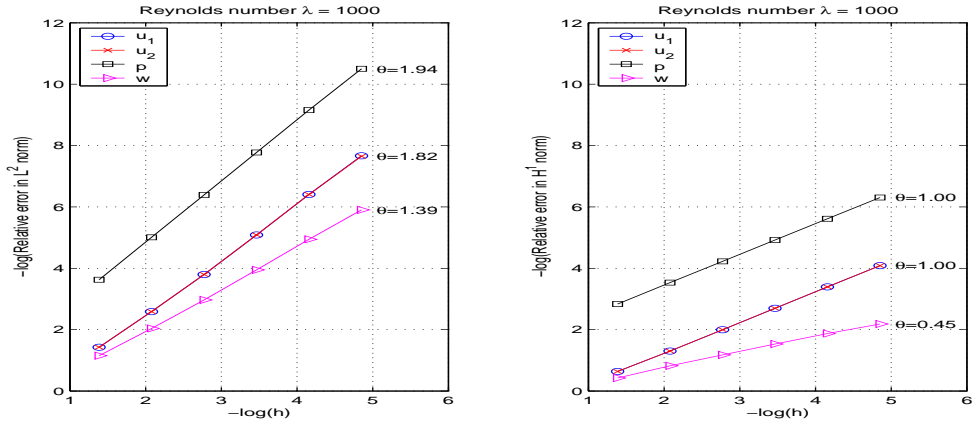 Reynolds number λ = 1000
12
10
8
6
4
2
0
1 2 3 4 5 6
−log(h)
−log(Relative error in L² norm)
u₁
u₂
p
w
θ=1.94
θ=1.82
θ=1.39
Reynolds number λ = 1000
12
10
8
6
4
2
0
1 2 3 4 5 6
−log(h)
−log(Relative error in H¹ norm)
u₁
u₂
p
w
θ=1.00
θ=1.00
θ=0.45